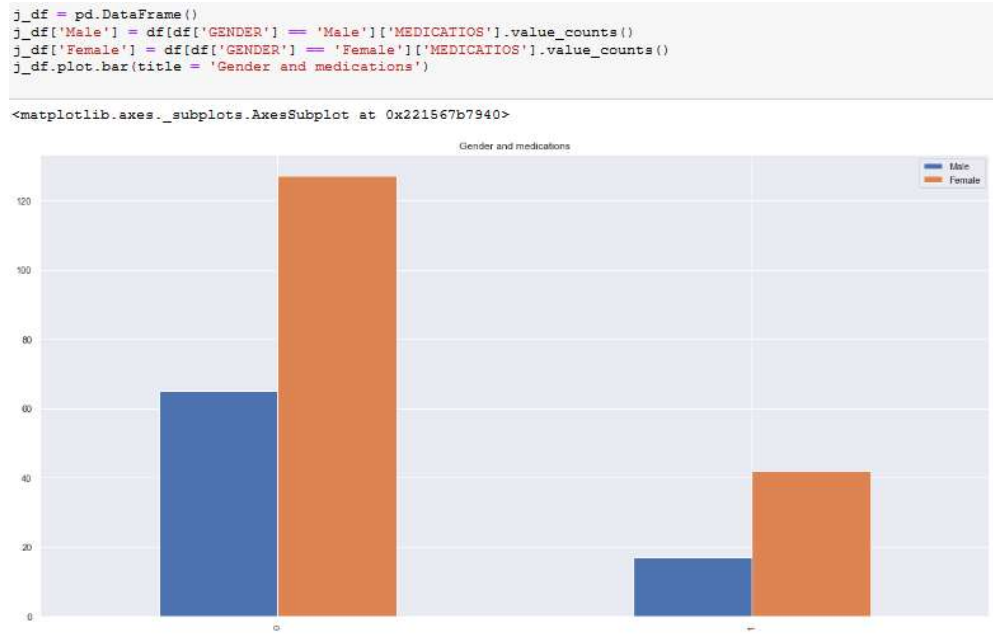 j_df = pd.DataFrame()
j_df['Male'] = df[df['GENDER'] == 'Male']['MEDICATIOS'].value_counts()
j_df['Female'] = df[df['GENDER'] == 'Female']['MEDICATIOS'].value_counts()
j_df.plot.bar(title = 'Gender and medications')
<matplotlib.axes._subplots.AxesSubplot at 0x221567b7940>
Gender and medications
Male
Female
120
100
80
60
40
20
0
0
1